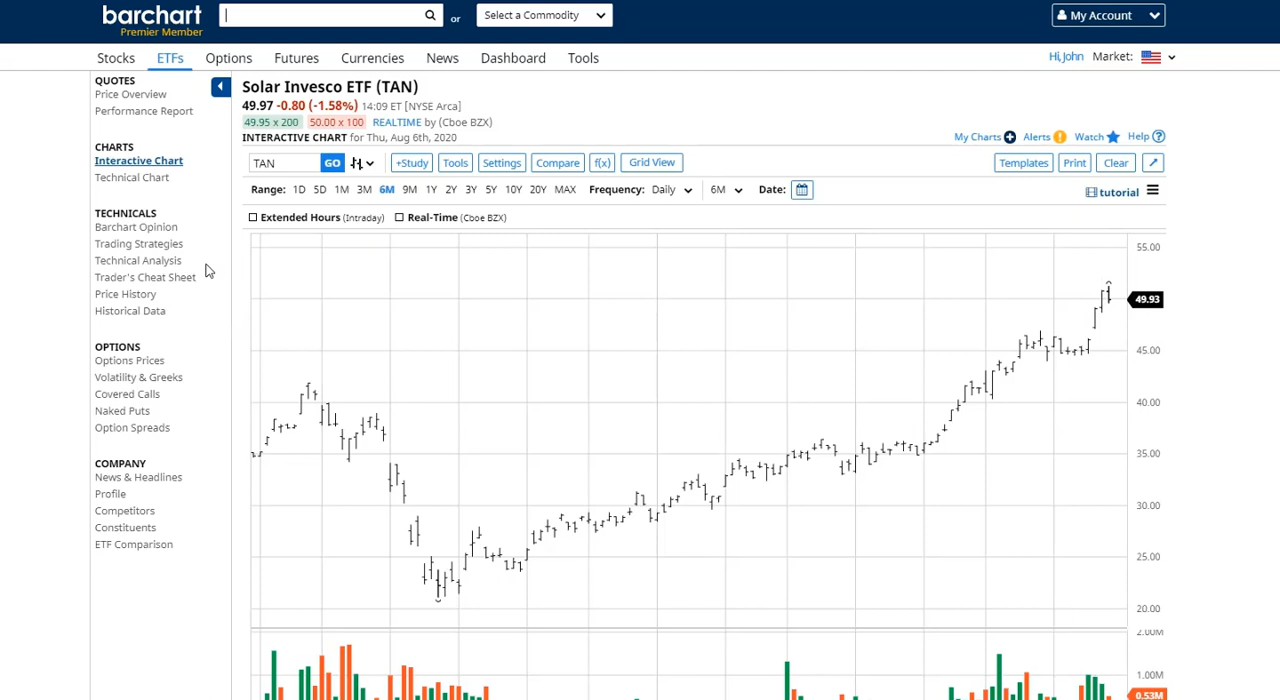 barchart
Premier Member
or
Select a Commodity
My Account
Stocks ETFs Options Futures Currencies News Dashboard Tools
Hi, John Market:
QUOTES
Price Overview
Performance Report
CHARTS
Interactive Chart
Technical Chart
TECHNICALS
Barchart Opinion
Trading Strategies
Technical Analysis
Trader's Cheat Sheet
Price History
Historical Data
OPTIONS
Options Prices
Volatility & Greeks
Covered Calls
Naked Puts
Option Spreads
COMPANY
News & Headlines
Profile
Competitors
Constituents
ETF Comparison
Solar Invesco ETF (TAN)
49.97 -0.80 (-1.58%) 14:09 ET [NYSE Arca]
49.95 x 200 50.00 x 100 REALTIME by (Cboe BZX)
INTERACTIVE CHART for Thu, Aug 6th, 2020
My Charts Alerts Watch Help
TAN GO +Study Tools Settings Compare f(x) Grid View Templates Print Clear
Range: 1D 5D 1M 3M 6M 9M 1Y 2Y 3Y 5Y 10Y 20Y MAX Frequency: Daily 6M Date:
tutorial
Extended Hours (Intraday) Real-Time (Cboe BZX)
55.00
49.93
45.00
40.00
35.00
30.00
25.00
20.00
2.00M
1.00M
0.53M